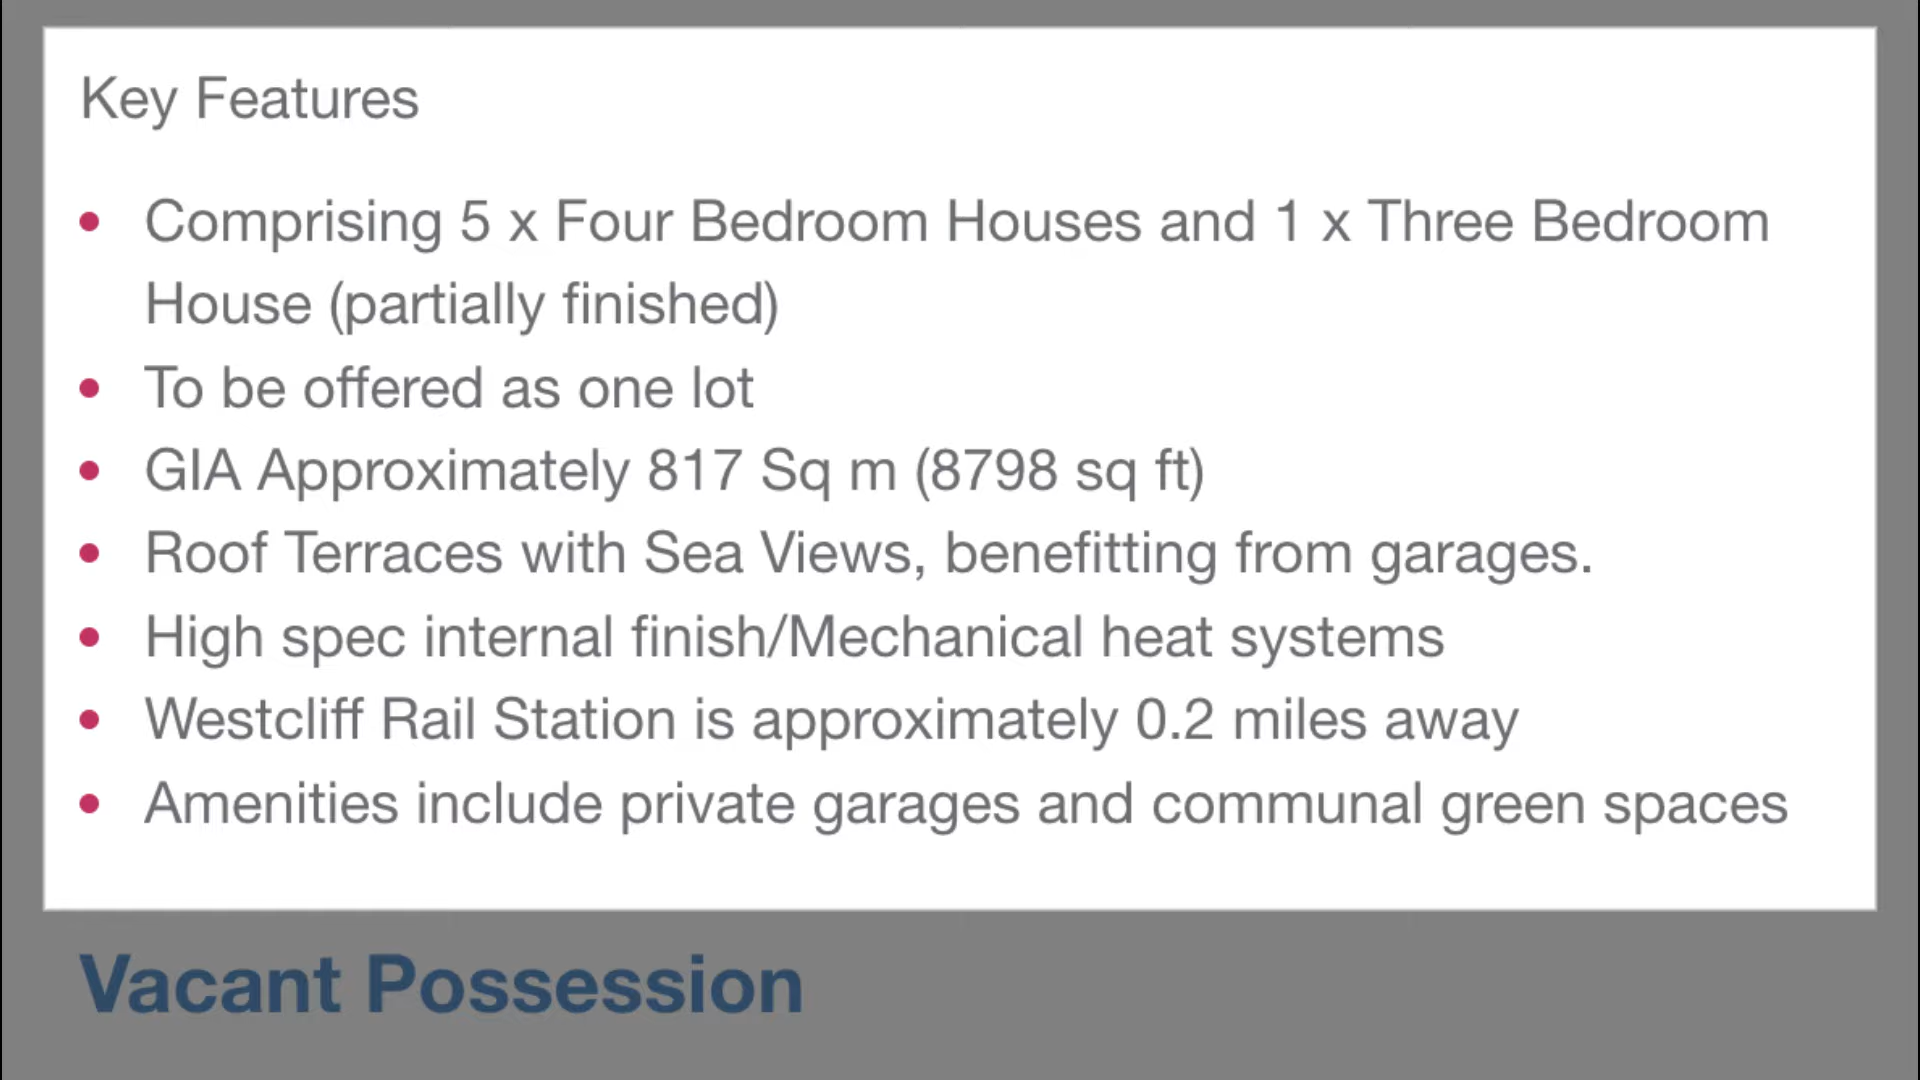 Key Features
Comprising 5 x Four Bedroom Houses and 1 x Three Bedroom
House (partially finished)
To be offered as one lot
GIA Approximately 817 Sq m (8798 sq ft)
Roof Terraces with Sea Views, benefitting from garages.
High spec internal finish/Mechanical heat systems
Westcliff Rail Station is approximately 0.2 miles away
Amenities include private garages and communal green spaces
Vacant Possession